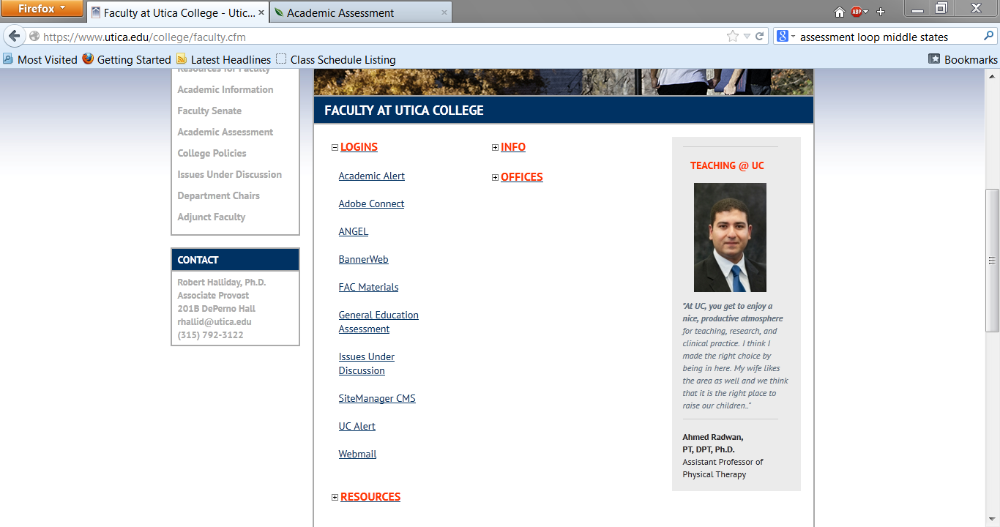 Firefox
Faculty at Utica College - Utic...
Academic Assessment
ABP
https://www.utica.edu/college/faculty.cfm
assessment loop middle states
Most Visited
Getting Started
Latest Headlines
Class Schedule Listing
Bookmarks
Resources for Faculty
Academic Information
Faculty Senate
Academic Assessment
College Policies
Issues Under Discussion
Department Chairs
Adjunct Faculty
CONTACT
Robert Halliday, Ph.D.
Associate Provost
201B DePerno Hall
rhallid@utica.edu
(315) 792-3122
FACULTY AT UTICA COLLEGE
LOGINS
Academic Alert
Adobe Connect
ANGEL
BannerWeb
FAC Materials
General Education
Assessment
Issues Under
Discussion
SiteManager CMS
UC Alert
Webmail
RESOURCES
INFO
OFFICES
TEACHING @ UC
"At UC, you get to enjoy a
nice, productive atmosphere
for teaching, research, and
clinical practice. I think I
made the right choice by
being in here. My wife likes
the area as well and we think
that it is the right place to
raise our children.."
Ahmed Radwan,
PT, DPT, Ph.D.
Assistant Professor of
Physical Therapy